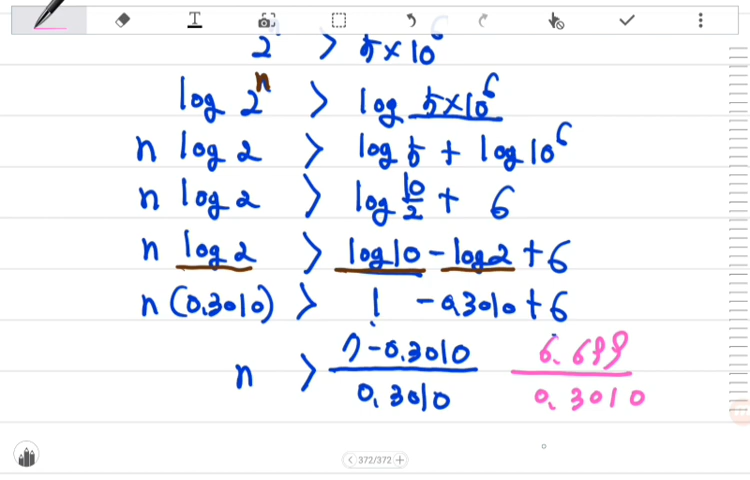 2ⁿ > 5 × 10⁶
log 2ⁿ > log 5×10⁶
n log 2 > log 5 + log 10⁶
n log 2 > log 10/2 + 6
n log 2 > log 10 - log 2 + 6
n (0.3010) > 1 - 0.3010 + 6
n > 7-0.3010/0.3010 6.699/0.3010
372/372